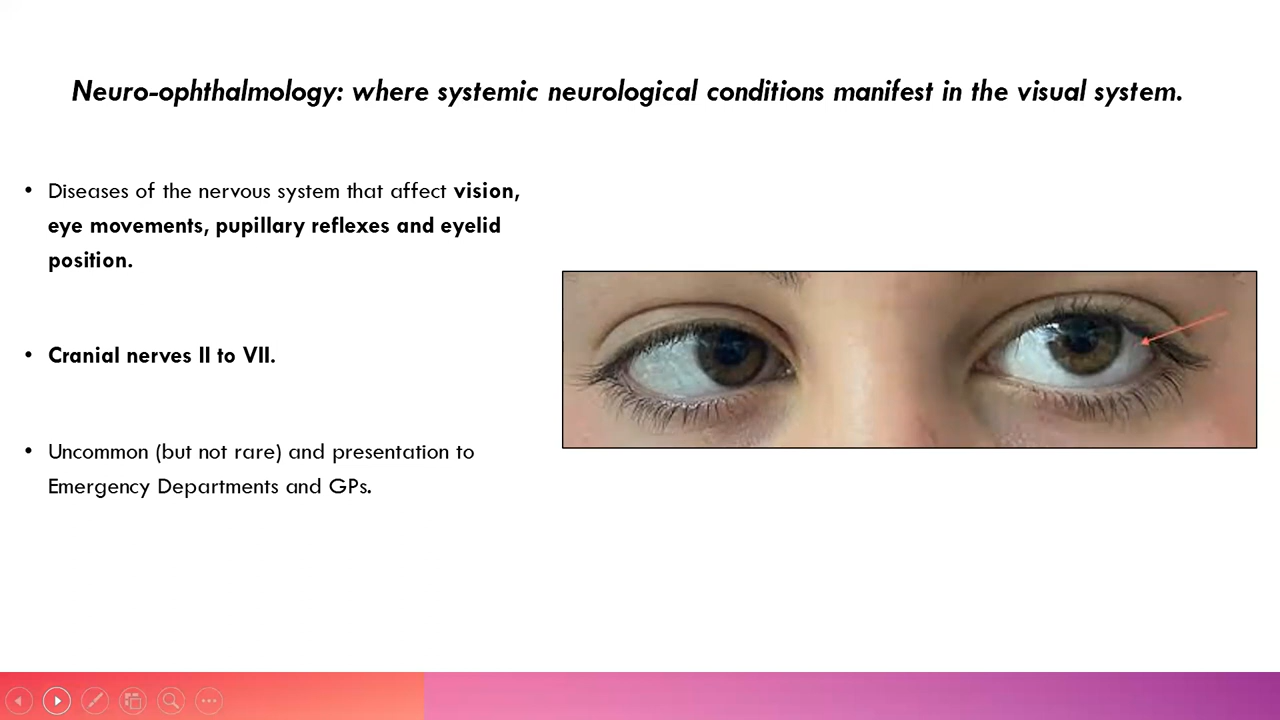 Neuro-ophthalmology: where systemic neurological conditions manifest in the visual system.
• Diseases of the nervous system that affect vision,
eye movements, pupillary reflexes and eyelid
position.
• Cranial nerves II to VII.
• Uncommon (but not rare) and presentation to
Emergency Departments and GPs.